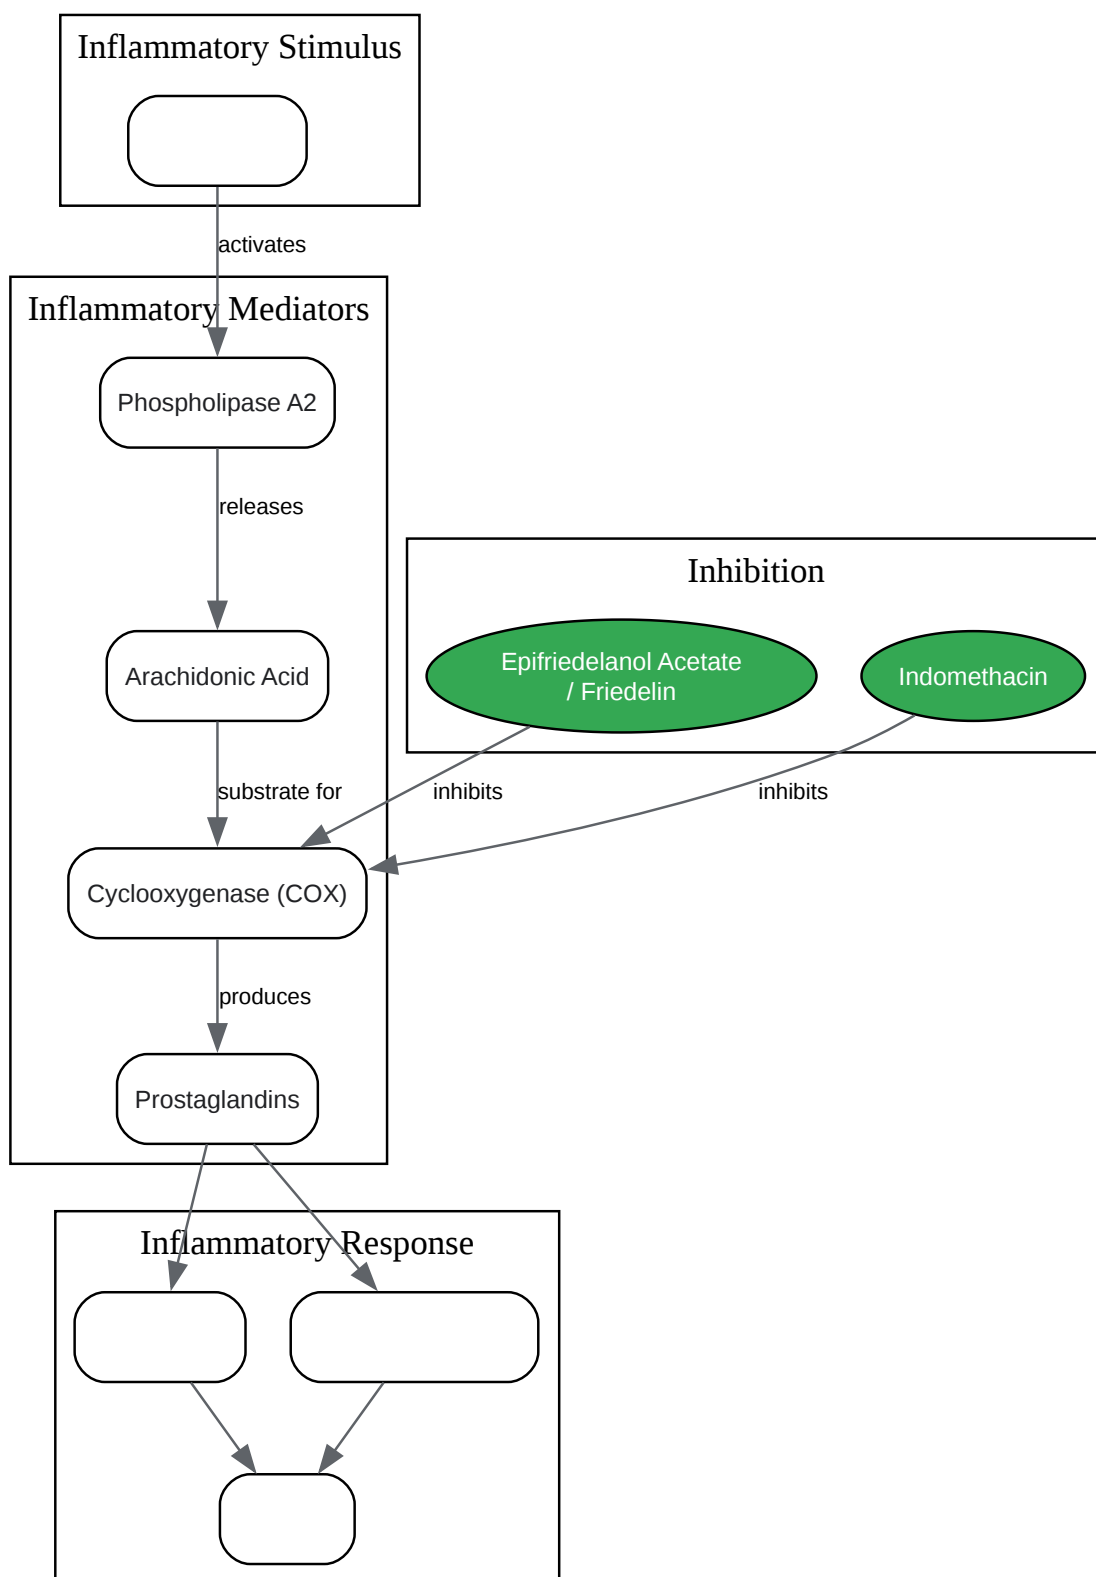 Inflammatory Stimulus
activates
Inflammatory Mediators
Phospholipase A2
releases
Inhibition
Epifriedelanol Acetate
/ Friedelin
Indomethacin
Arachidonic Acid
substrate for
inhibits
inhibits
Cyclooxygenase (COX)
produces
Prostaglandins
Inflammatory Response